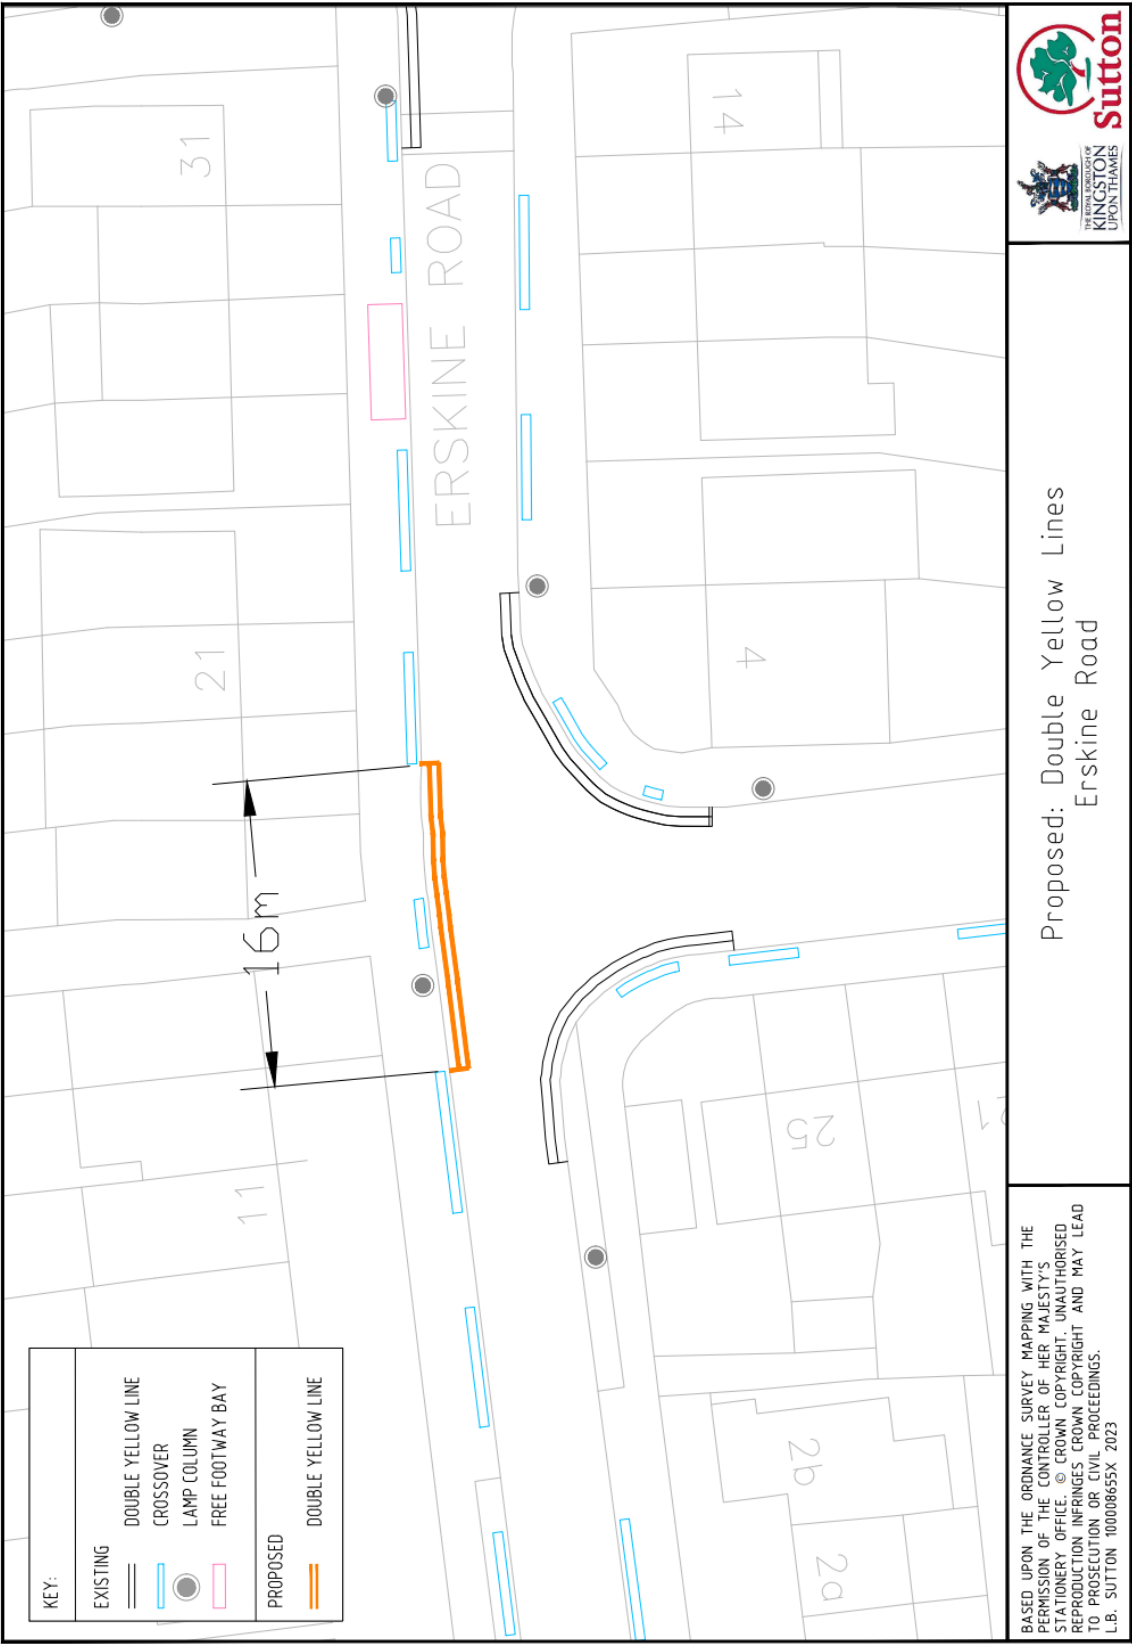 KEY:
EXISTING
DOUBLE YELLOW LINE
CROSSOVER
LAMP COLUMN
FREE FOOTWAY BAY
PROPOSED
DOUBLE YELLOW LINE
11
16m
21
31
ERSKINE ROAD
2a
2b
25
21
4
14
BASED UPON THE ORDNANCE SURVEY MAPPING WITH THE
PERMISSION OF THE CONTROLLER OF HER MAJESTY'S
STATIONERY OFFICE. © CROWN COPYRIGHT. UNAUTHORISED
REPRODUCTION INFRINGES CROWN COPYRIGHT AND MAY LEAD
TO PROSECUTION OR CIVIL PROCEEDINGS.
L.B. SUTTON 100008655X 2023
Proposed: Double Yellow Lines
Erskine Road
THE ROYAL BOROUGH OF
KINGSTON
UPON THAMES
Sutton